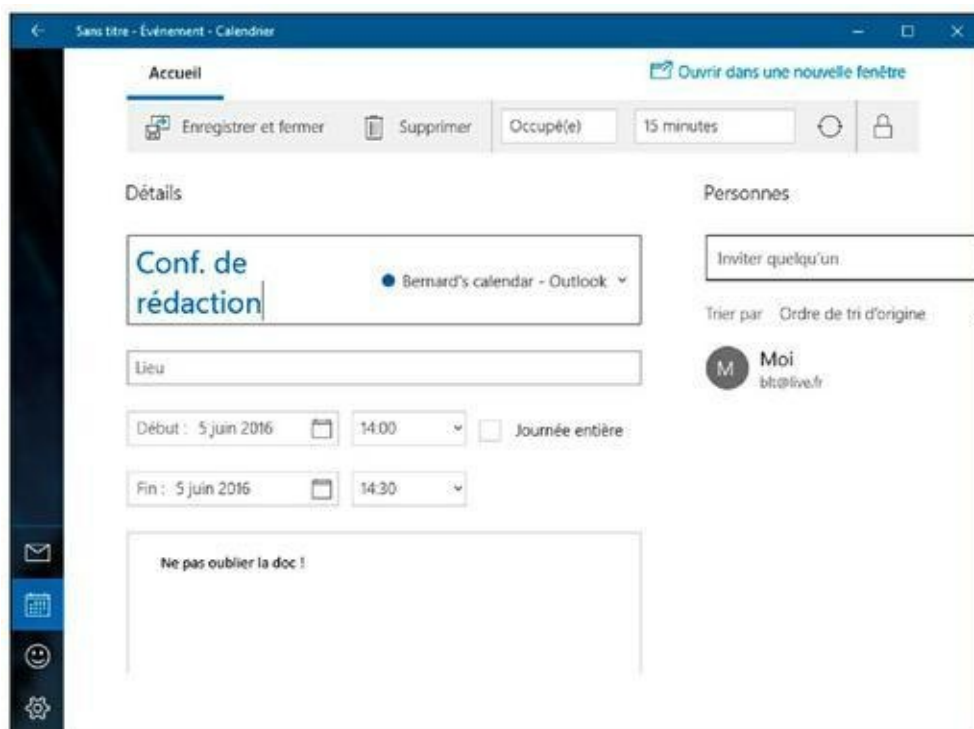 Sans titre - Événement - Calendrier
Accueil
Ouvrir dans une nouvelle fenêtre
Enregistrer et fermer Supprimer Occupé(e) 15 minutes
Détails
Personnes
Conf. de
rédaction
Bernard's calendar - Outlook
Inviter quelqu'un
Trier par Ordre de tri d'origine
Lieu
M Moi
blt@live.fr
Début : 5 juin 2016 14:00 Journée entière
Fin : 5 juin 2016 14:30
Ne pas oublier la doc !